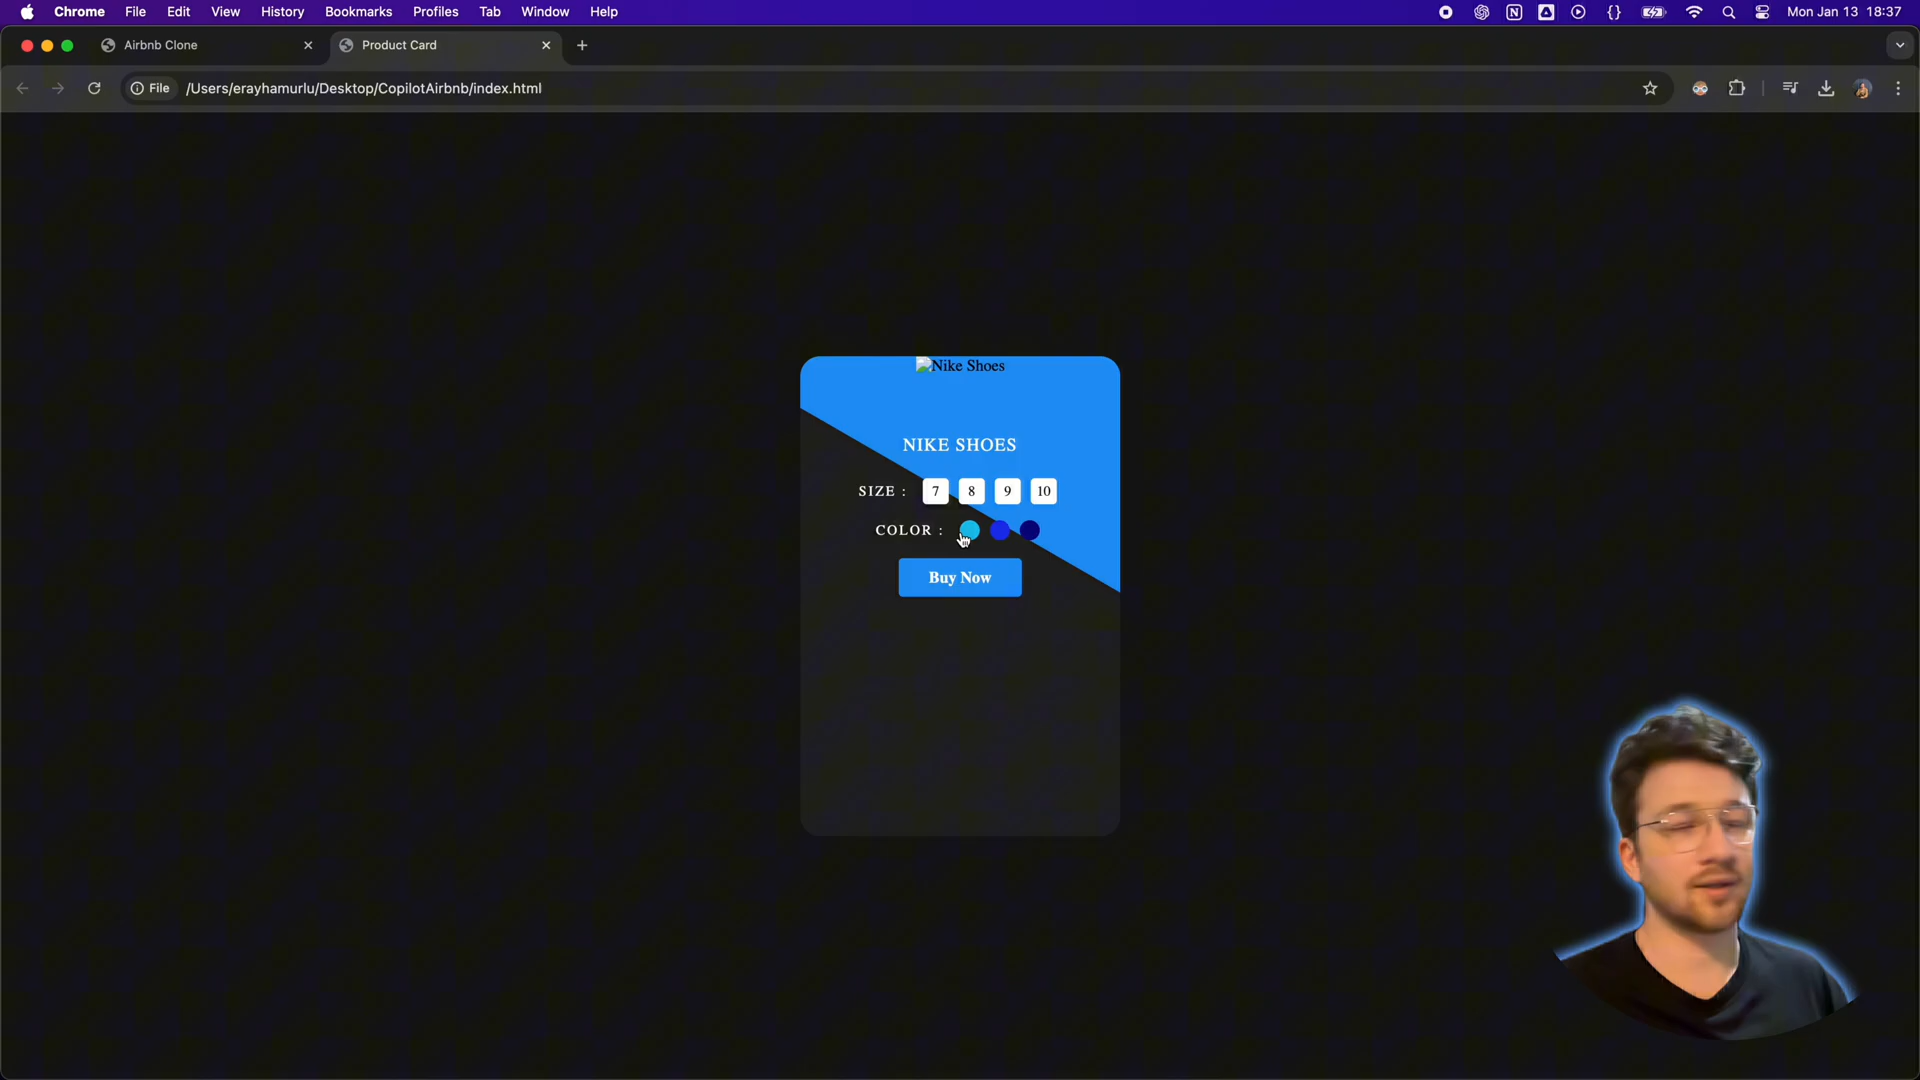 Chrome File Edit View History Bookmarks Profiles Tab Window Help Mon Jan 13 18:37
Airbnb Clone Product Card
File /Users/erayhamurlu/Desktop/CopilotAirbnb/index.html
Nike Shoes
NIKE SHOES
SIZE : 7 8 9 10
COLOR :
Buy Now